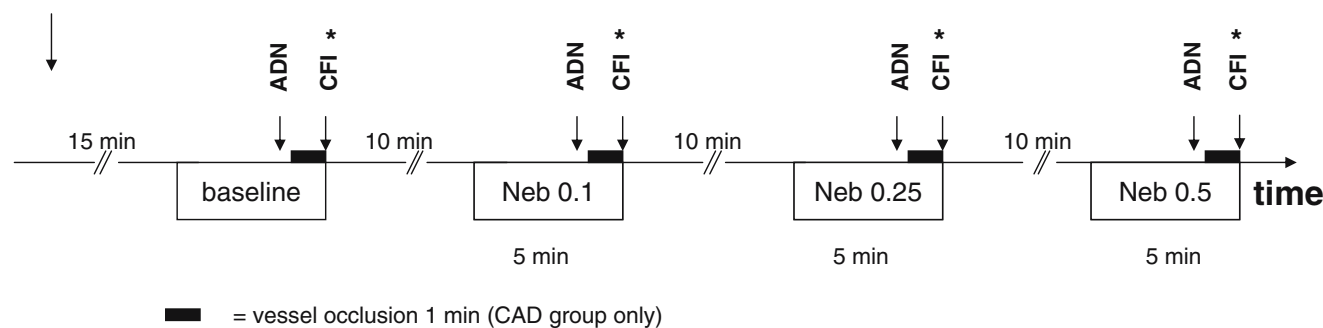 * * * *
ADN CFI ADN CFI ADN CFI ADN CFI
15 min 10 min 10 min 10 min
baseline Neb 0.1 Neb 0.25 Neb 0.5 time
5 min 5 min 5 min
= vessel occlusion 1 min (CAD group only)